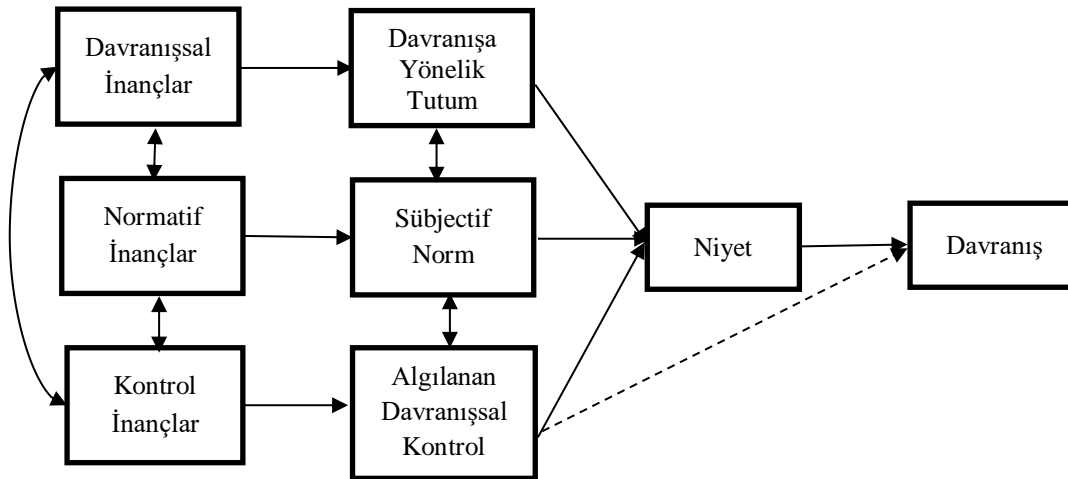 Davranışsal
İnançlar
Davranışa
Yönelik
Tutum
Normatif
İnançlar
Sübjectif
Norm
Niyet
Davranış
Kontrol
İnançlar
Algılanan
Davranışsal
Kontrol